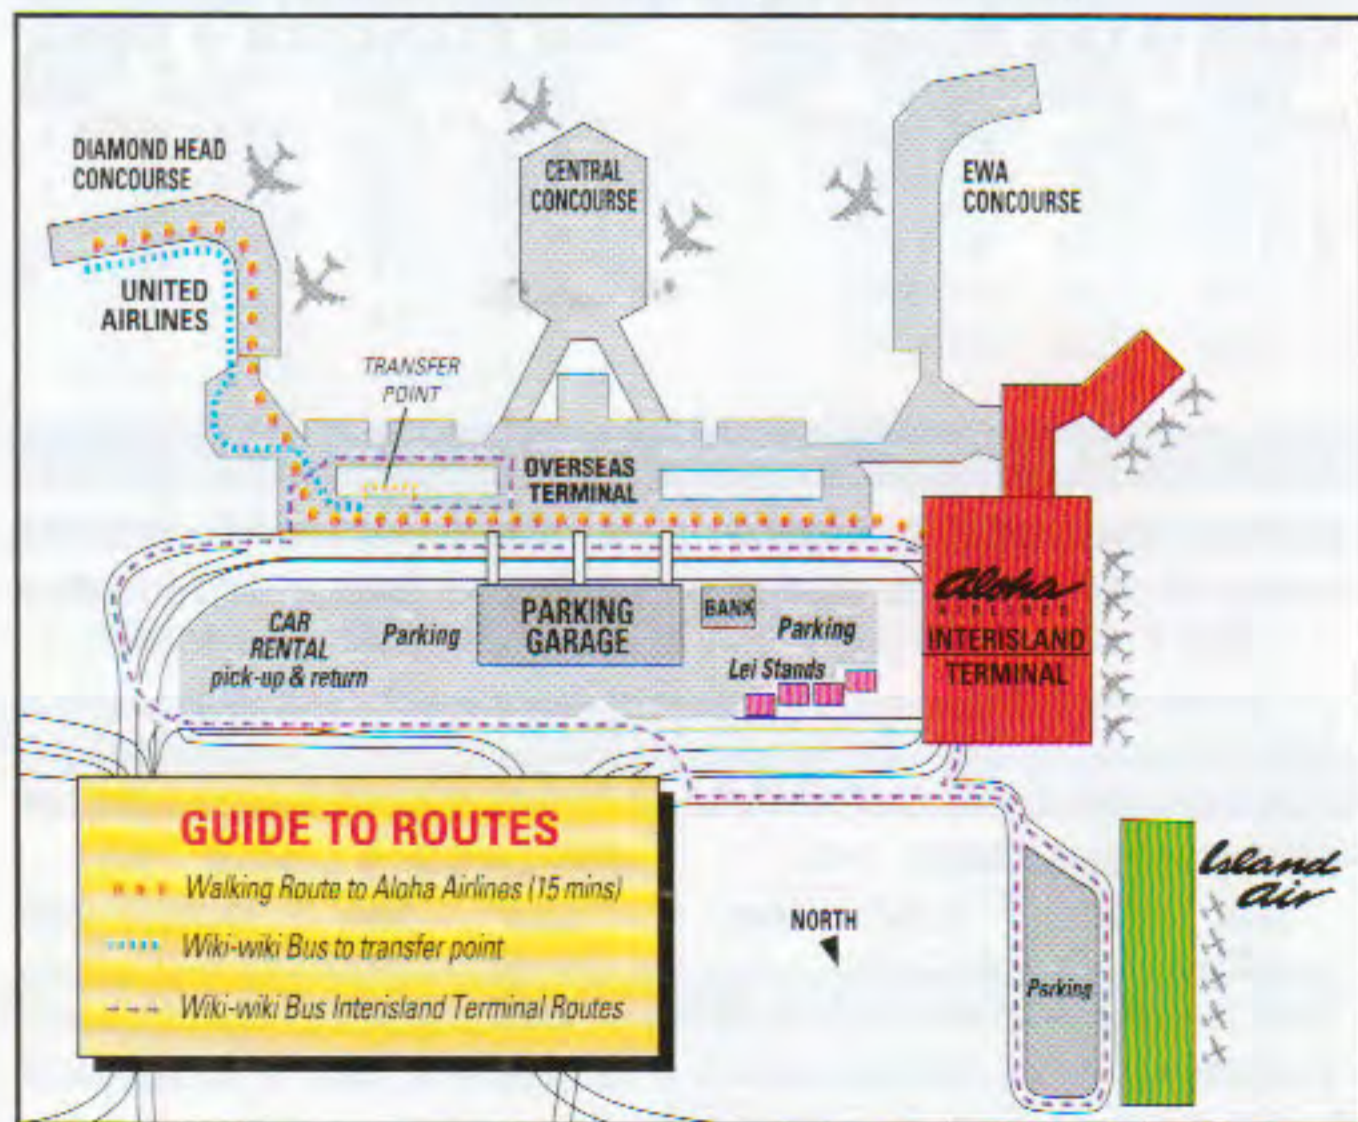 DIAMOND HEAD
CONCOURSE
CENTRAL
CONCOURSE
EWA
CONCOURSE
UNITED
AIRLINES
TRANSFER
POINT
OVERSEAS
TERMINAL
Aloha
AIRLINES
INTERISLAND
TERMINAL
CAR
RENTAL
pick-up & return
Parking
PARKING
GARAGE
BANK
Parking
Lei Stands
GUIDE TO ROUTES
Walking Route to Aloha Airlines (15 mins)
Wiki-wiki Bus to transfer point
Wiki-wiki Bus Interisland Terminal Routes
NORTH
Parking
Island
Air